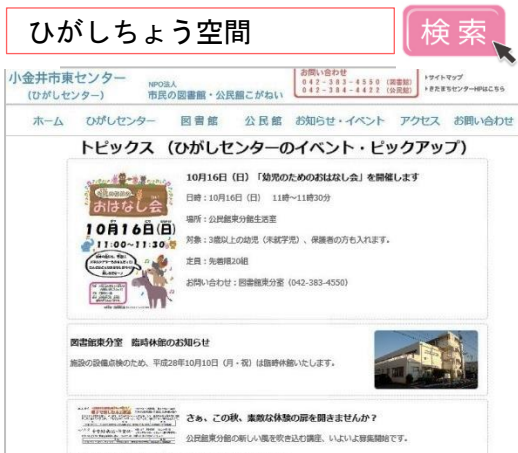 ひがしちょう空間
検索
小金井市東センター
(ひがしセンター)
NPO法人
市民の図書館・公民館こがねい
お問い合わせ
042-383-4550 (図書館)
042-384-4422 (公民館)
サイトマップ
きたまちセンターHPはこちら
ホーム ひがしセンター 図書館 公民館 お知らせ・イベント アクセス お問い合わせ
トピックス (ひがしセンターのイベント・ピックアップ)
おはなし会
10月16日(日)
11:00~11:30
10月16日(日)「幼児のためのおはなし会」を開催します
日時:10月16日(日) 11時~11時30分
場所:公民館東分館生活室
対象:3歳以上の幼児(未就学児)、保護者の方も入れます。
定員:先着順20組
お問い合わせ:図書館東分室(042-383-4550)
図書館東分室 臨時休館のお知らせ
施設の設備点検のため、平成28年10月10日(月・祝)は臨時休館いたします。
さぁ、この秋、素敵な体験の扉を開きませんか?
公民館東分館の新しい風を吹き込む講座、いよいよ募集開始です。